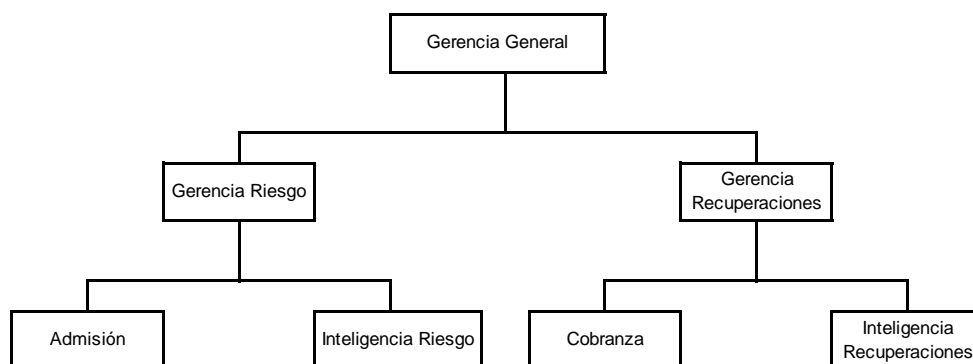 Gerencia General
Gerencia Riesgo
Gerencia
Recuperaciones
Admisión
Inteligencia Riesgo
Cobranza
Inteligencia
Recuperaciones